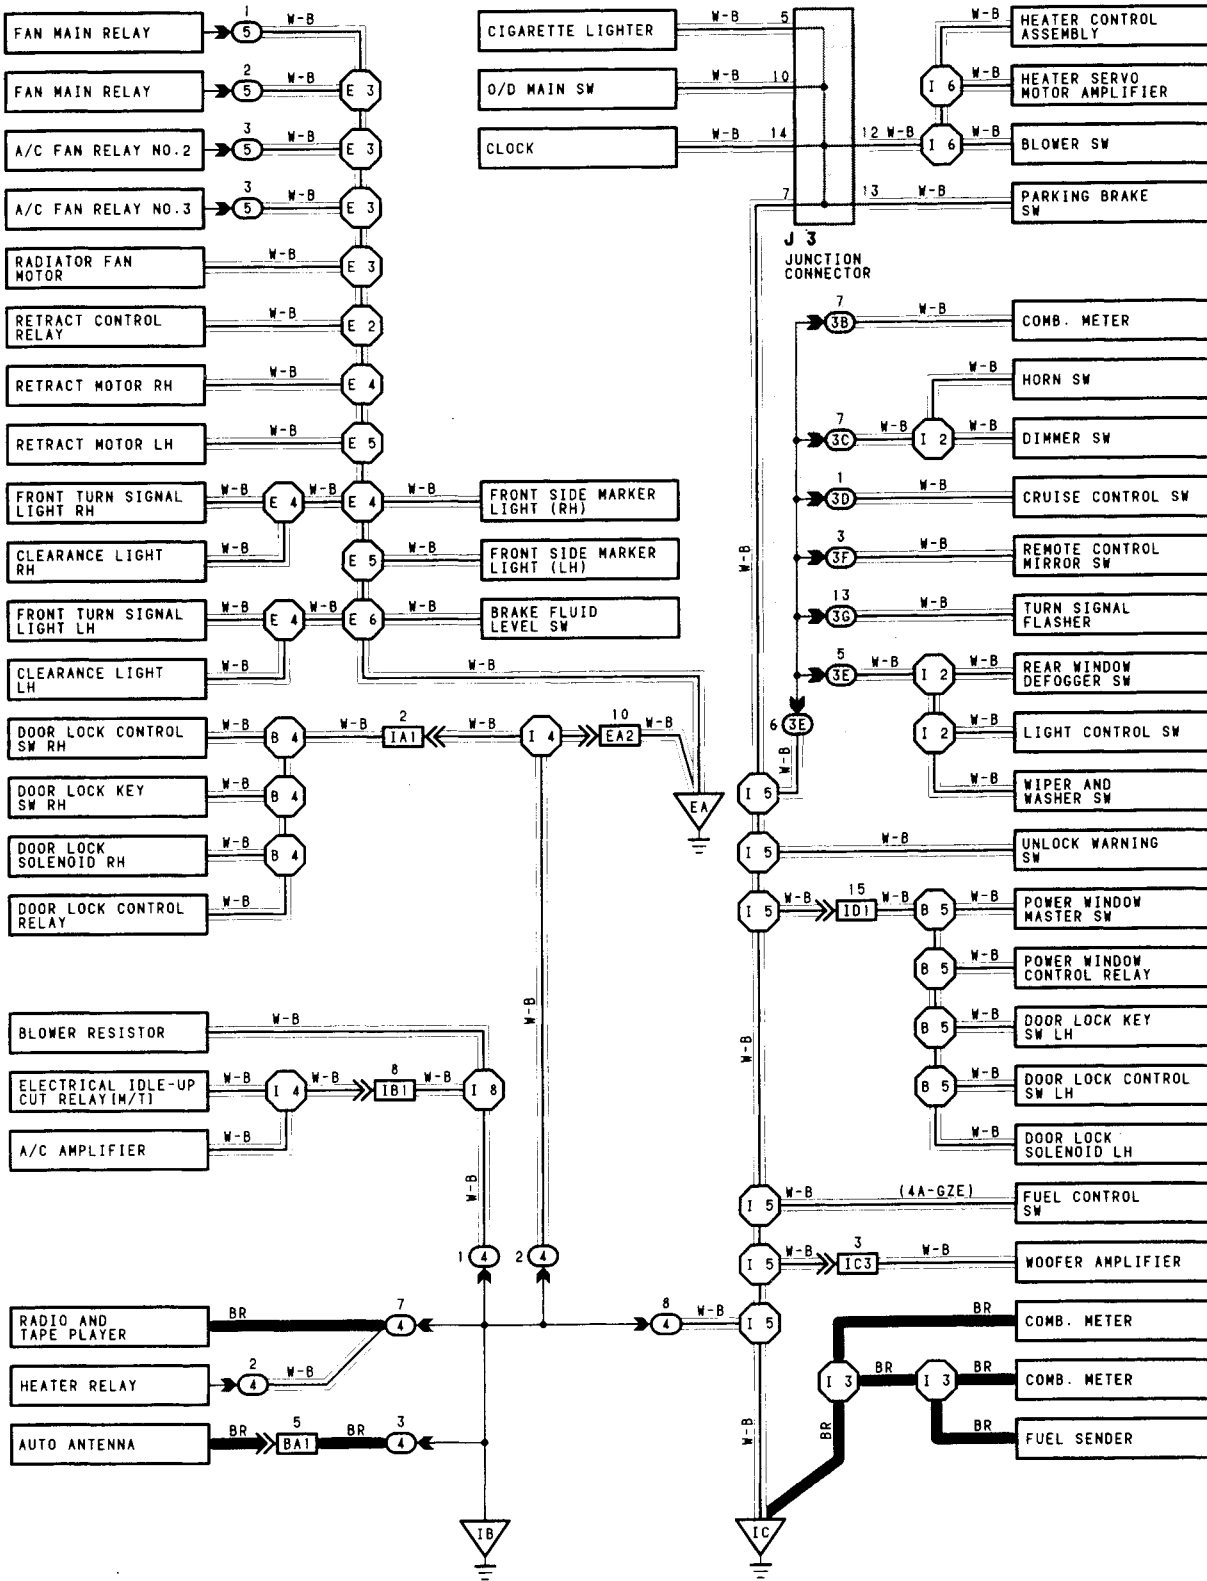 FAN MAIN RELAY
1
5
W-B
FAN MAIN RELAY
2
5
W-B
E 3
A/C FAN RELAY NO.2
3
5
W-B
E 3
A/C FAN RELAY NO.3
3
5
W-B
E 3
RADIATOR FAN
MOTOR
W-B
E 3
RETRACT CONTROL
RELAY
W-B
E 2
RETRACT MOTOR RH
W-B
E 4
RETRACT MOTOR LH
W-B
E 5
FRONT TURN SIGNAL
LIGHT RH
W-B
E 4
W-B
E 4
W-B
FRONT SIDE MARKER
LIGHT (RH)
CLEARANCE LIGHT
RH
W-B
E 5
W-B
FRONT SIDE MARKER
LIGHT (LH)
FRONT TURN SIGNAL
LIGHT LH
W-B
E 4
W-B
E 6
W-B
BRAKE FLUID
LEVEL SW
CLEARANCE LIGHT
LH
W-B
W-B
DOOR LOCK CONTROL
SW RH
W-B
B 4
W-B
2
IA1
W-B
I 4
10
EA2
W-B
DOOR LOCK KEY
SW RH
W-B
B 4
EA
DOOR LOCK
SOLENOID RH
W-B
B 4
DOOR LOCK CONTROL
RELAY
W-B
W-B
BLOWER RESISTOR
W-B
ELECTRICAL IDLE-UP
CUT RELAY(M/T)
W-B
I 4
W-B
8
IB1
W-B
I 8
A/C AMPLIFIER
W-B
W-B
1
4
2
4
RADIO AND
TAPE PLAYER
BR
7
4
8
4
W-B
I 5
HEATER RELAY
2
4
W-B
AUTO ANTENNA
BR
5
BA1
BR
3
4
IB
CIGARETTE LIGHTER
W-B
5
O/D MAIN SW
W-B
10
CLOCK
W-B
14
7
J 3
JUNCTION
CONNECTOR
W-B
HEATER CONTROL
ASSEMBLY
I 6
W-B
HEATER SERVO
MOTOR AMPLIFIER
12
W-B
I 6
W-B
BLOWER SW
13
W-B
PARKING BRAKE
SW
7
3B
W-B
COMB. METER
W-B
HORN SW
7
3C
W-B
I 2
W-B
DIMMER SW
1
3D
W-B
CRUISE CONTROL SW
W-B
3
3F
W-B
REMOTE CONTROL
MIRROR SW
13
3G
W-B
TURN SIGNAL
FLASHER
5
3E
W-B
I 2
W-B
REAR WINDOW
DEFOGGER SW
6
3E
I 2
W-B
LIGHT CONTROL SW
W-B
I 5
W-B
WIPER AND
WASHER SW
I 5
W-B
UNLOCK WARNING
SW
I 5
W-B
15
ID1
W-B
B 5
W-B
POWER WINDOW
MASTER SW
B 5
W-B
POWER WINDOW
CONTROL RELAY
W-B
B 5
W-B
DOOR LOCK KEY
SW LH
B 5
W-B
DOOR LOCK CONTROL
SW LH
W-B
DOOR LOCK
SOLENOID LH
I 5
W-B
(4A-GZE)
FUEL CONTROL
SW
I 5
W-B
3
IC3
W-B
WOOFER AMPLIFIER
BR
COMB. METER
I 3
BR
I 3
BR
COMB. METER
W-B
BR
BR
FUEL SENDER
IC